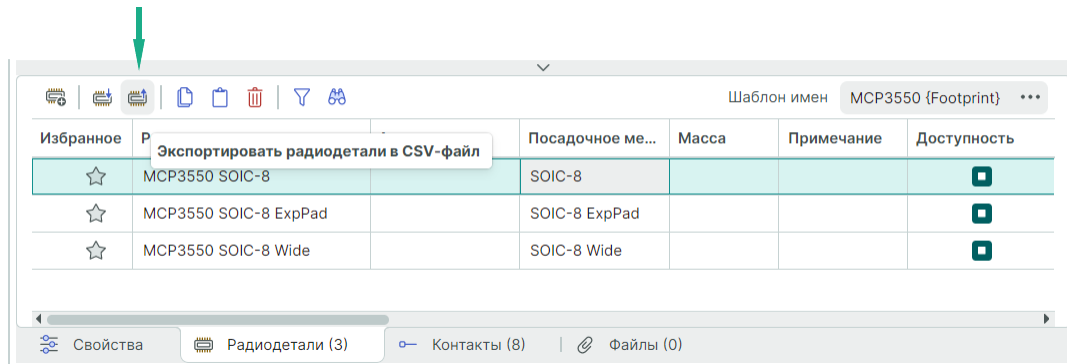 Шаблон имен MCP3550 {Footprint}
Избранное Р Посадочное ме... Масса Примечание Доступность
Экспортировать радиодетали в CSV-файл
MCP3550 SOIC-8 SOIC-8
MCP3550 SOIC-8 ExpPad SOIC-8 ExpPad
MCP3550 SOIC-8 Wide SOIC-8 Wide
Свойства Радиодетали (3) Контакты (8) Файлы (0)